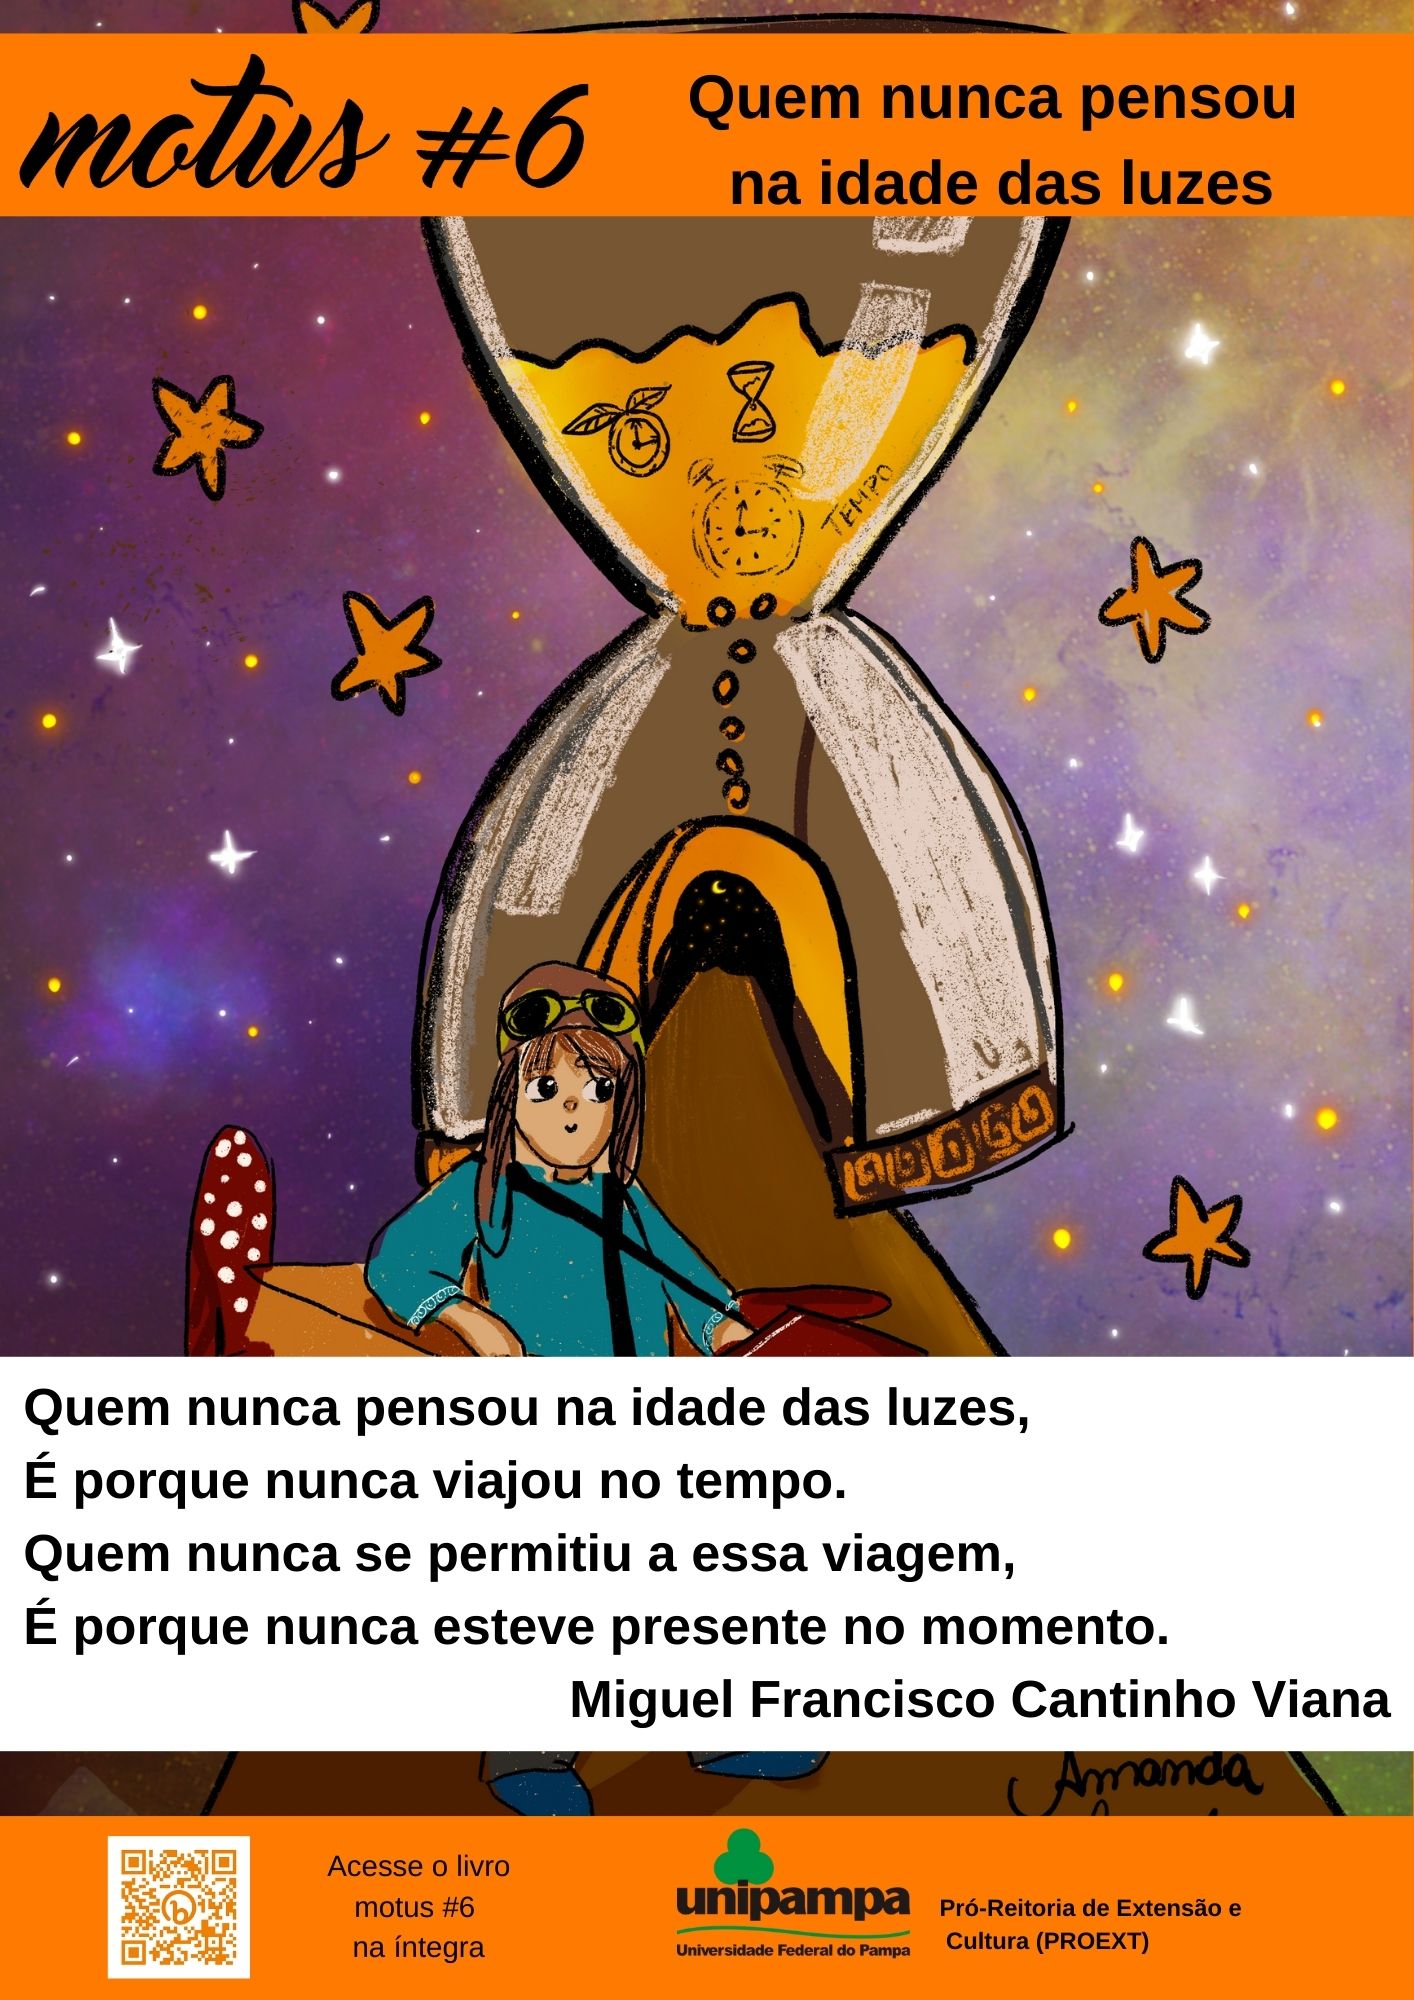 motus #6
Quem nunca pensou
na idade das luzes
TEMPO
Quem nunca pensou na idade das luzes,
É porque nunca viajou no tempo.
Quem nunca se permitiu a essa viagem,
É porque nunca esteve presente no momento.
Miguel Francisco Cantinho Viana
Amanda
Acesse o livro
motus #6
na íntegra
unipampa
Universidade Federal do Pampa
Pró-Reitoria de Extensão e
Cultura (PROEXT)